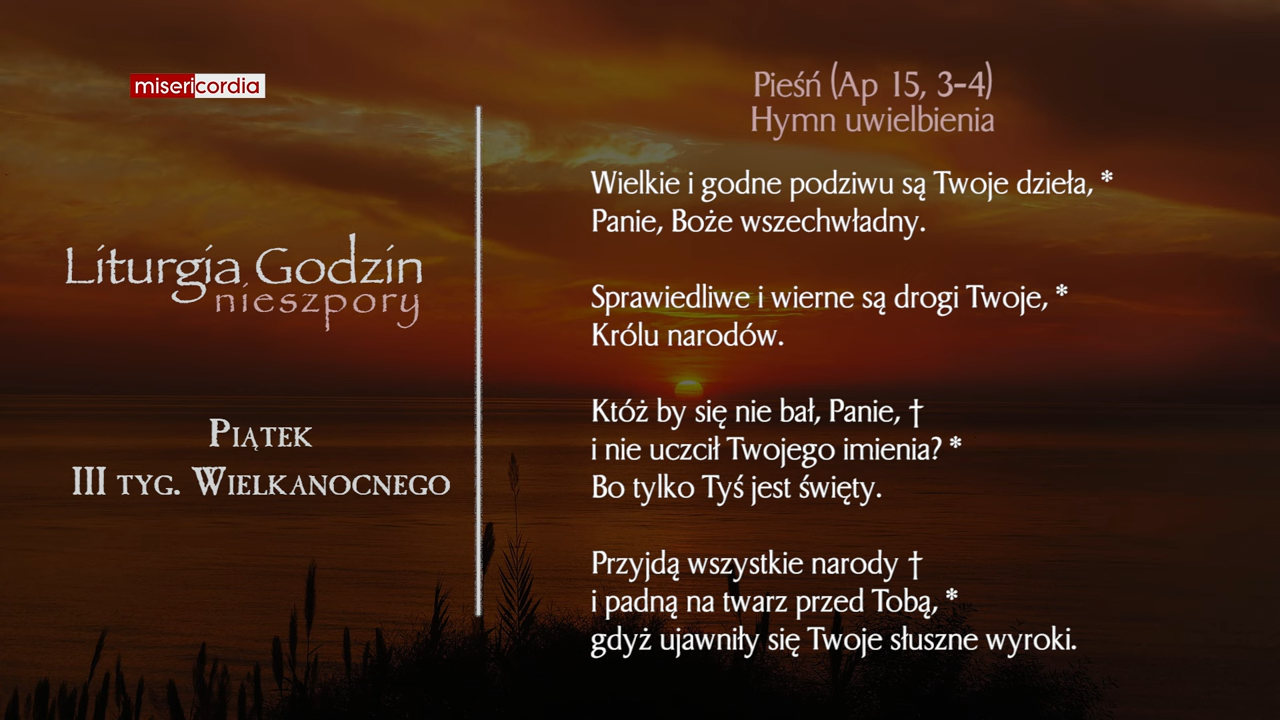 misericordia
Liturgia Godzin
nieszpory
Piątek
III tyg. Wielkanocnego
Pieśń (Ap 15, 3-4)
Hymn uwielbienia
Wielkie i godne podziwu są Twoje dzieła, *
Panie, Boże wszechwładny.
Sprawiedliwe i wierne są drogi Twoje, *
Królu narodów.
Któż by się nie bał, Panie, †
i nie uczcił Twojego imienia? *
Bo tylko Tyś jest święty.
Przyjdą wszystkie narody †
i padną na twarz przed Tobą, *
gdyż ujawniły się Twoje słuszne wyroki.